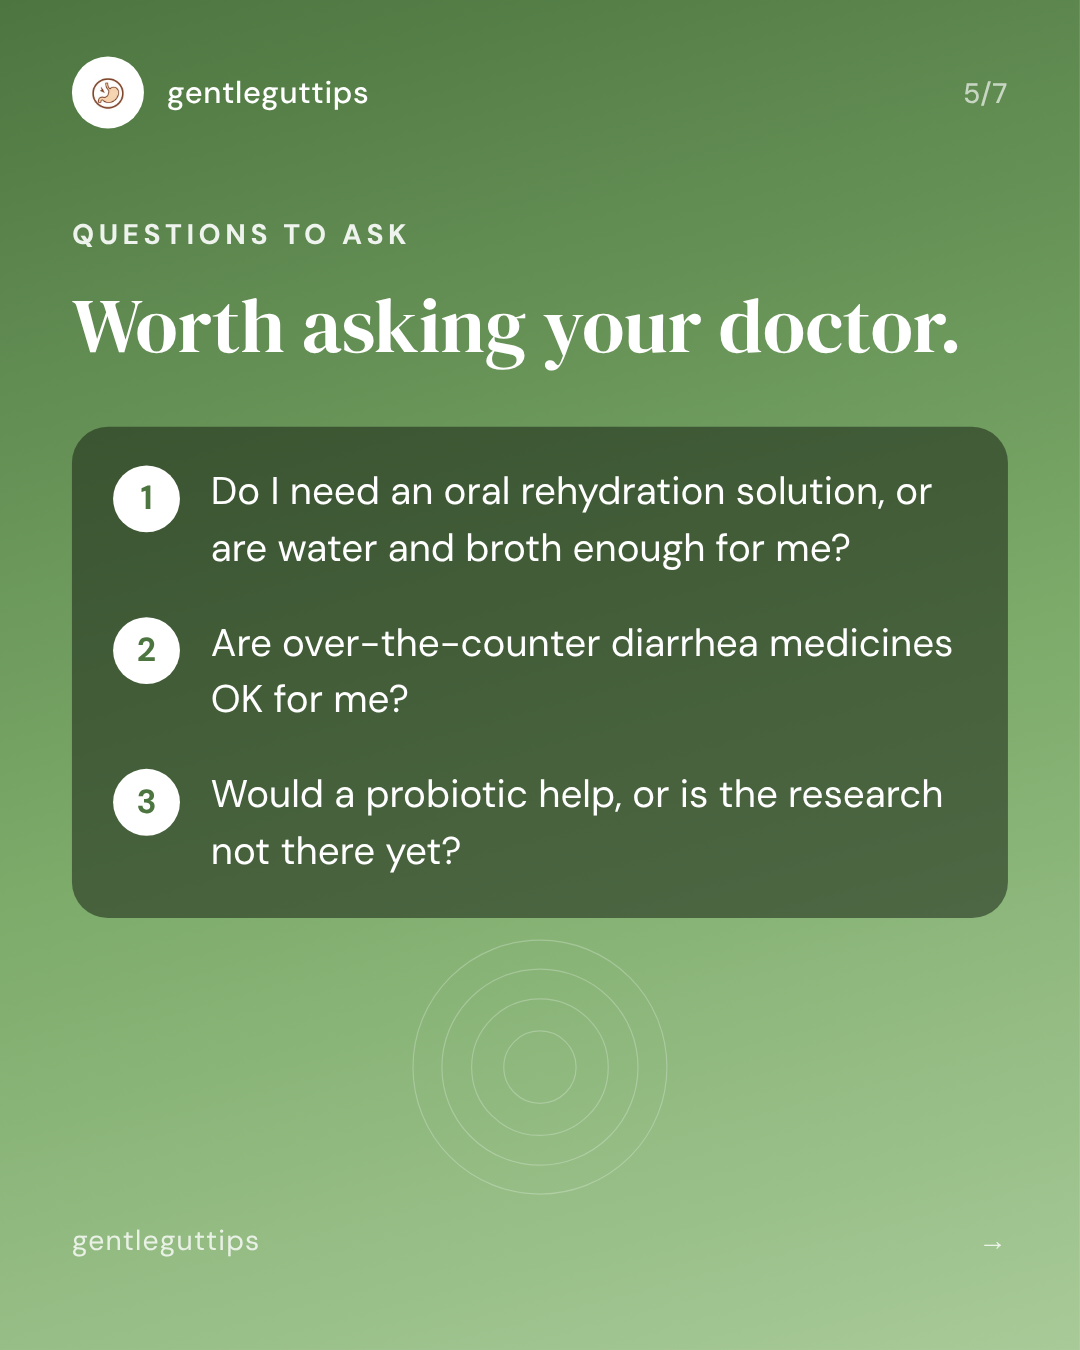 gentleguttips
5/7
QUESTIONS TO ASK
Worth asking your doctor.
1 Do I need an oral rehydration solution, or
are water and broth enough for me?
2 Are over-the-counter diarrhea medicines
OK for me?
3 Would a probiotic help, or is the research
not there yet?
gentleguttips
→